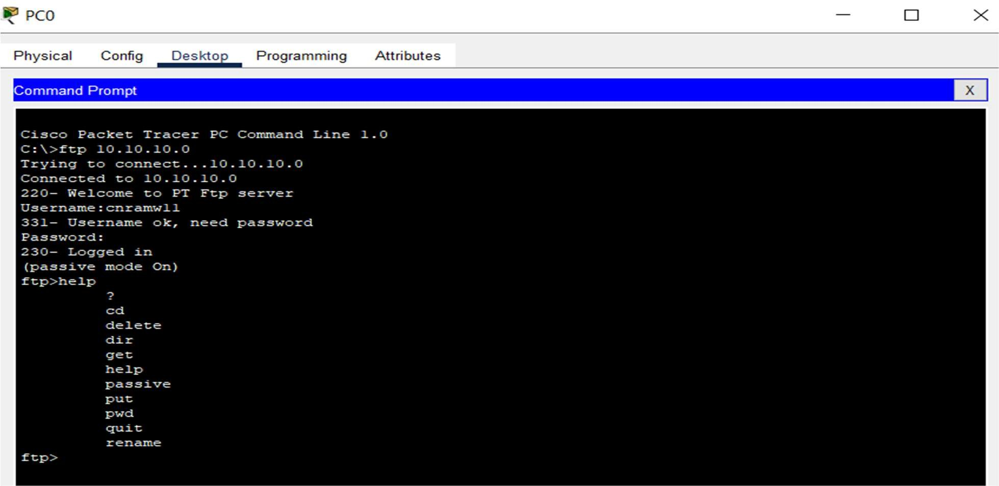 PC0
Physical Config Desktop Programming Attributes
Command Prompt X
Cisco Packet Tracer PC Command Line 1.0
C:\>ftp 10.10.10.0
Trying to connect...10.10.10.0
Connected to 10.10.10.0
220- Welcome to PT Ftp server
Username:cnramwll
331- Username ok, need password
Password:
230- Logged in
(passive mode On)
ftp>help
?
cd
delete
dir
get
help
passive
put
pwd
quit
rename
ftp>